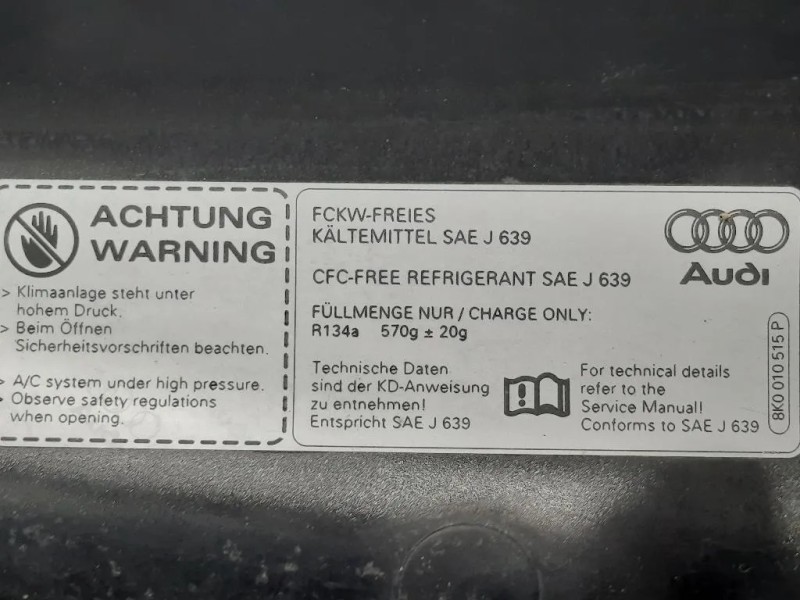 ACHTUNG
WARNING
> Klimaanlage steht unter
hohem Druck.
> Beim Öffnen
Sicherheitsvorschriften beachten.
> A/C system under high pressure.
> Observe safety regulations
when opening.
FCKW-FREIES
KÄLTEMITTEL SAE J 639
CFC-FREE REFRIGERANT SAE J 639
FÜLLMENGE NUR / CHARGE ONLY:
R134a 570g ± 20g
Technische Daten
sind der KD-Anweisung
zu entnehmen!
Entspricht SAE J 639
For technical details
refer to the
Service Manual!
Conforms to SAE J 639
Audi
8K0 010 515 P